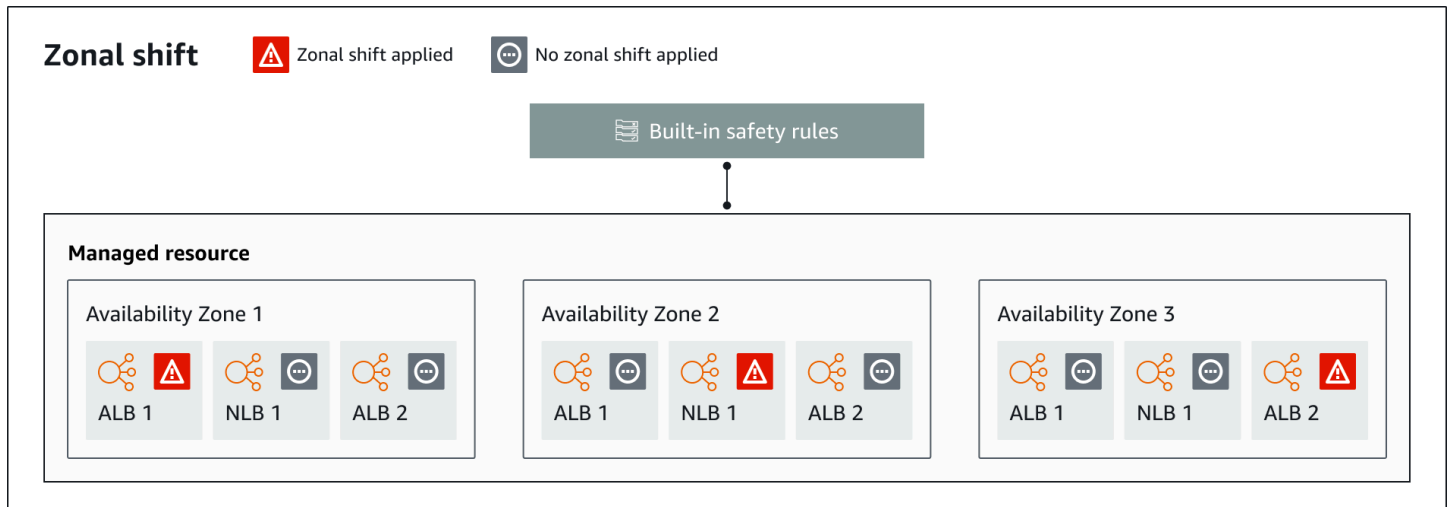 Zonal shift
Zonal shift applied
No zonal shift applied
Built-in safety rules
Managed resource
Availability Zone 1
ALB 1
NLB 1
ALB 2
Availability Zone 2
ALB 1
NLB 1
ALB 2
Availability Zone 3
ALB 1
NLB 1
ALB 2